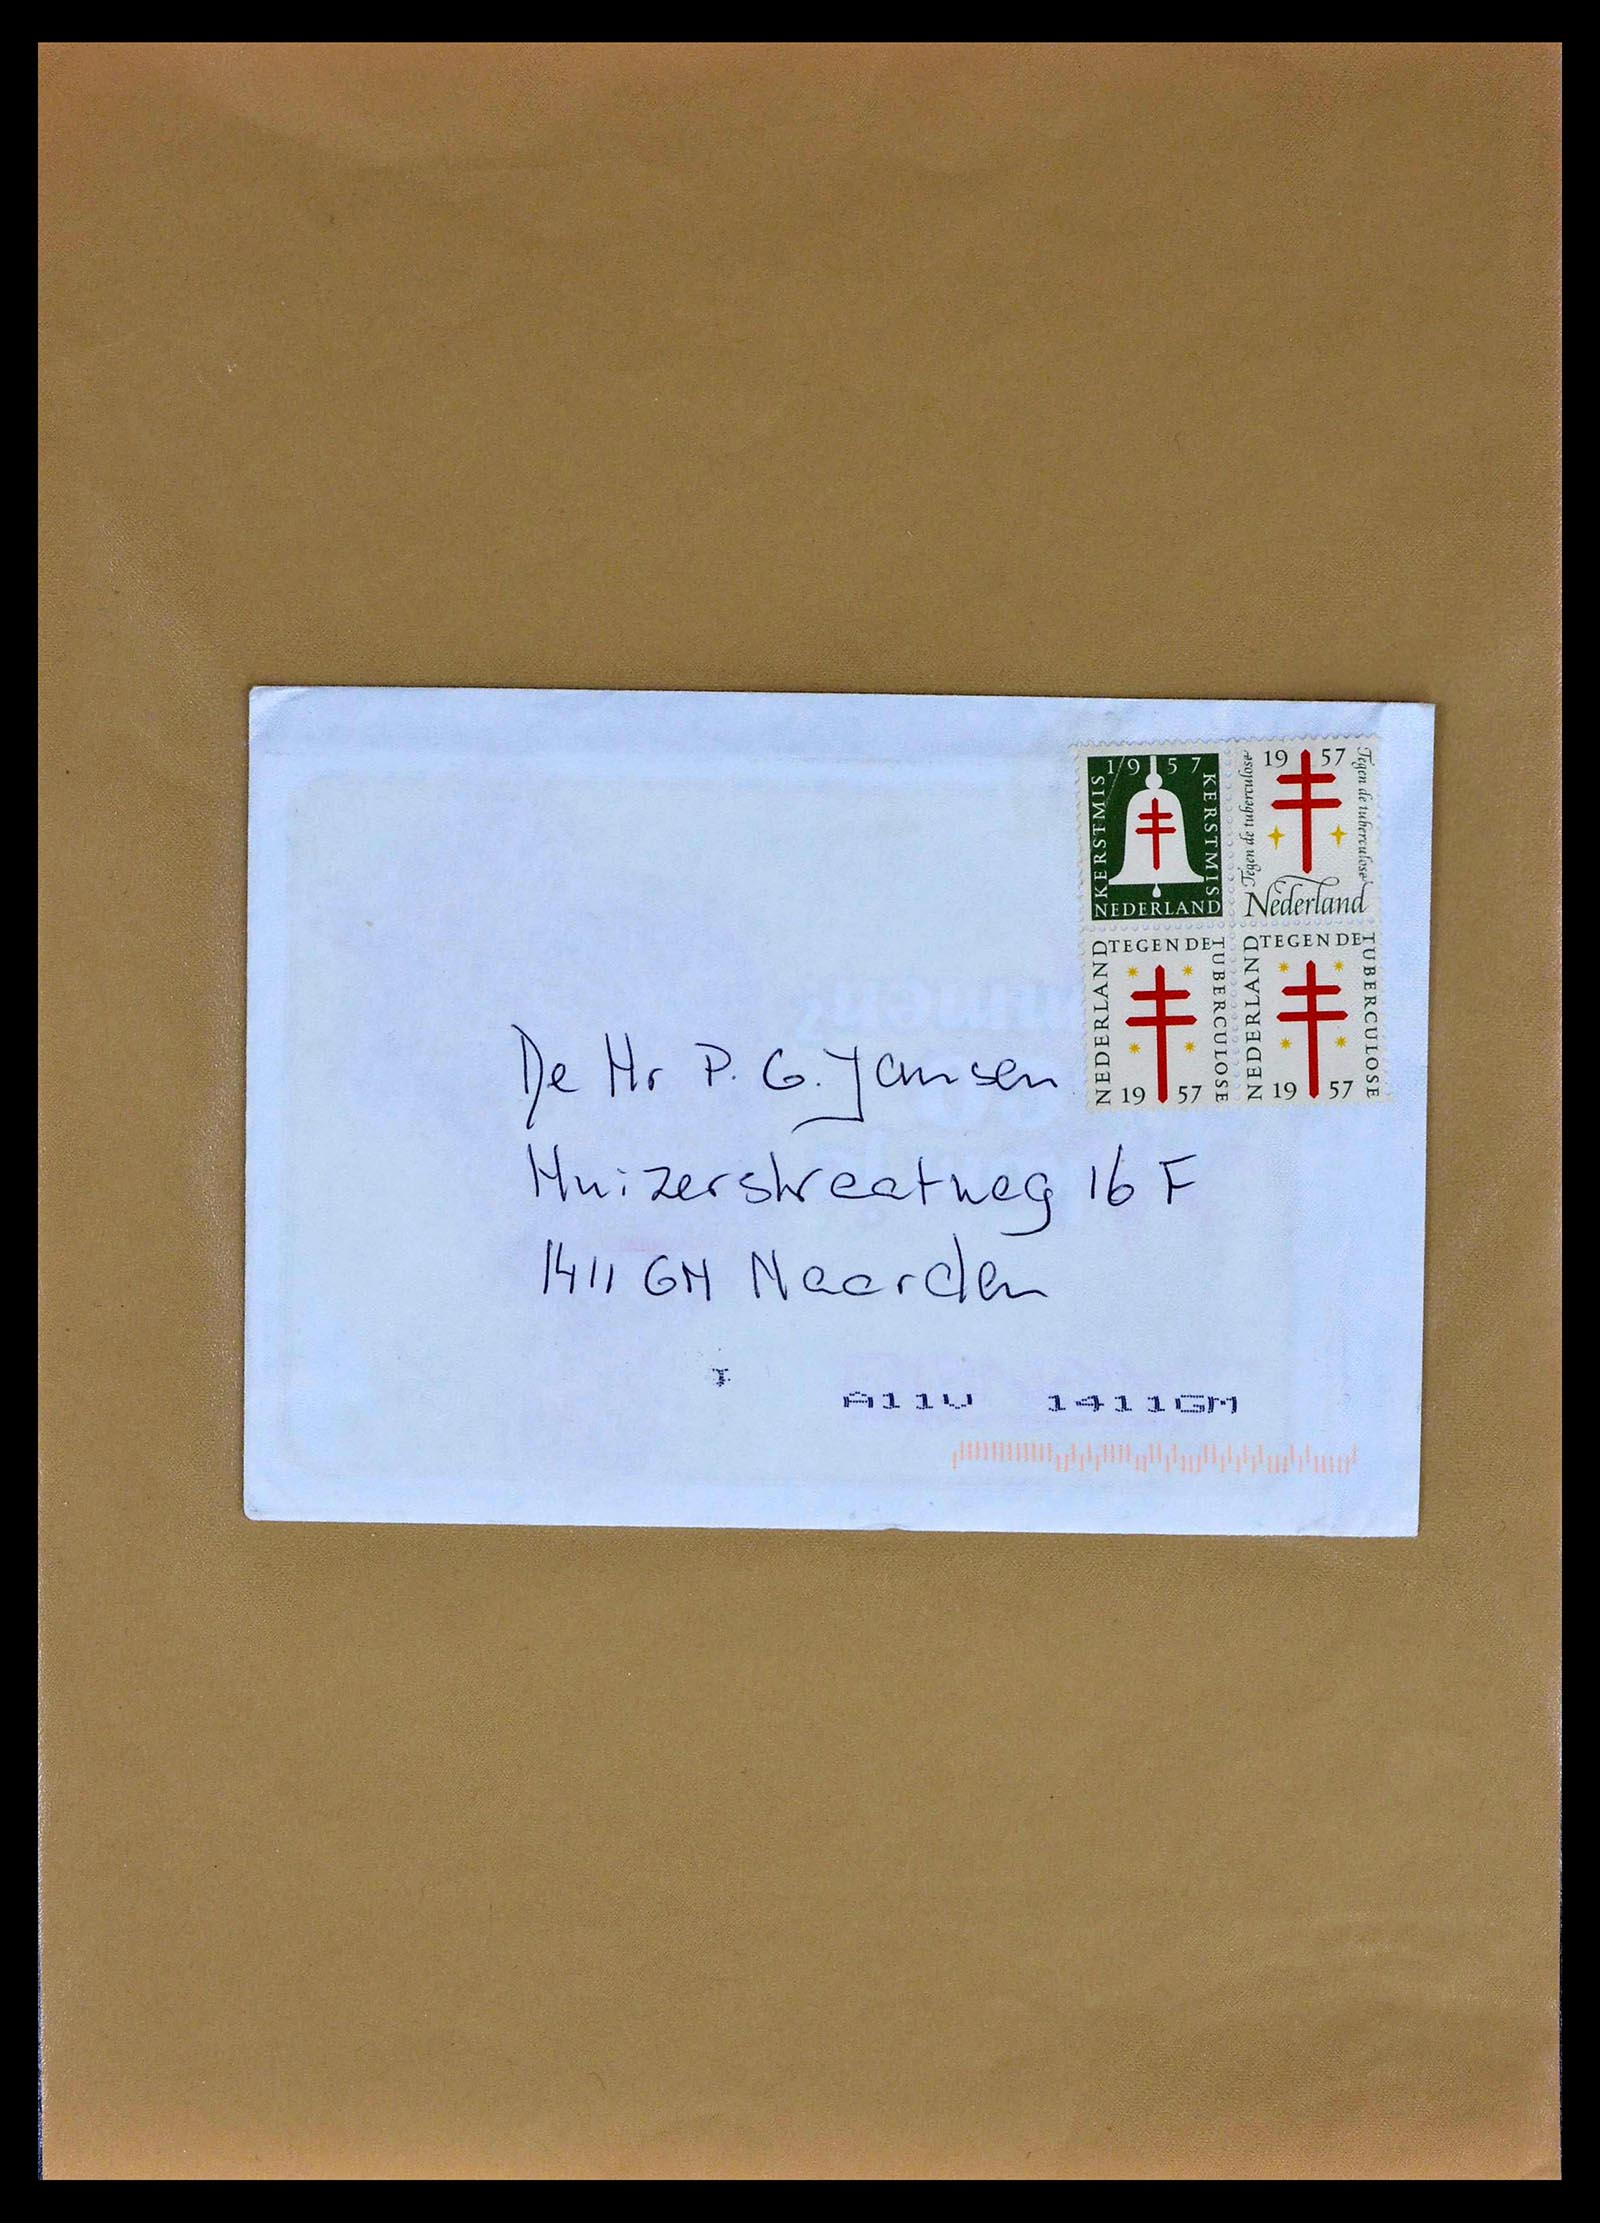 1957
KERSTMIS
KERSTMIS
NEDERLAND
1957
Tegen de tuberculose
Tegen de tuberculose
Nederland
NEDERLAND
TEGEN DE
TUBERCULOSE
1957
NEDERLAND
TEGEN DE
TUBERCULOSE
1957
De Hr P. G. Jansen
Huizerstraatweg 16 F
1411 GM Naarden
A11V 1411GM